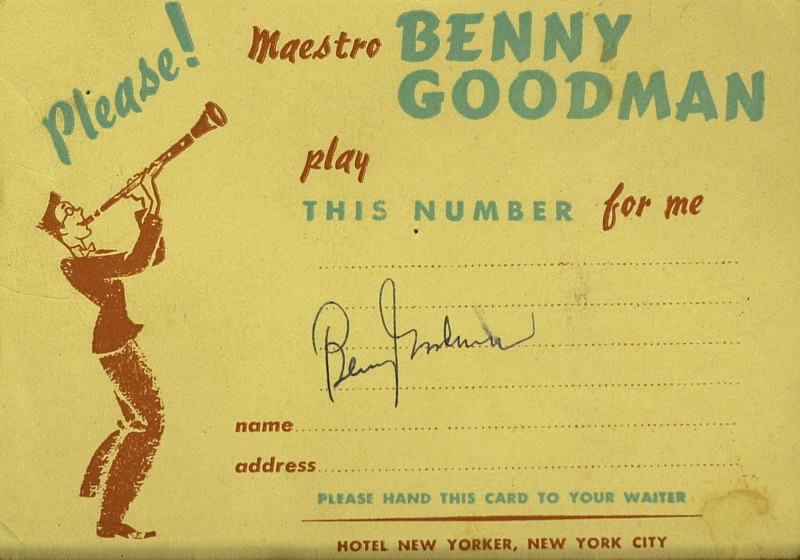 Please!
Maestro BENNY
GOODMAN
play
THIS NUMBER for me
Benny Goodman
name
address
PLEASE HAND THIS CARD TO YOUR WAITER
HOTEL NEW YORKER, NEW YORK CITY